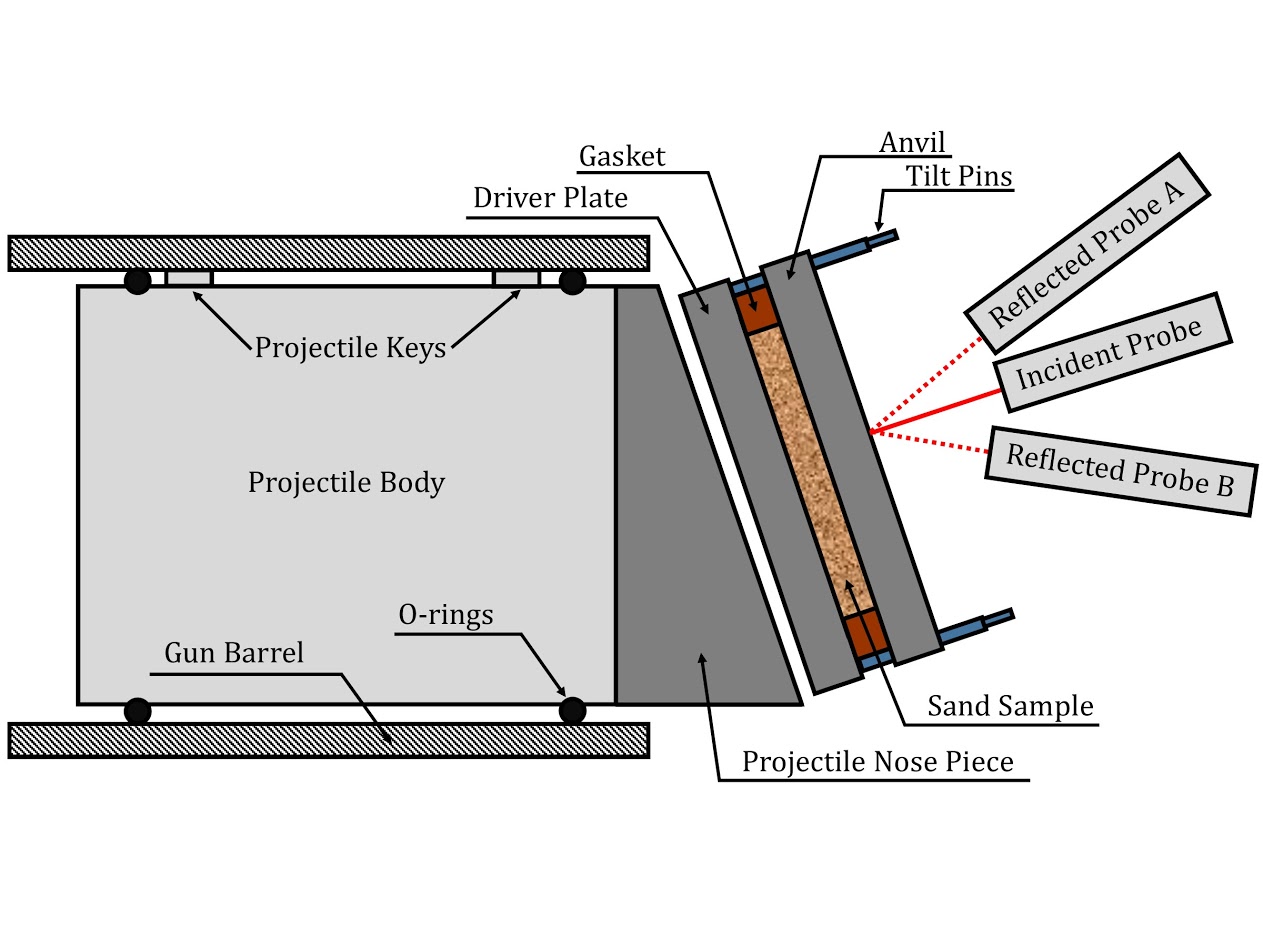 Anvil
Gasket
Tilt Pins
Driver Plate
Reflected Probe A
Incident Probe
Projectile Keys
Reflected Probe B
Projectile Body
O-rings
Gun Barrel
Sand Sample
Projectile Nose Piece